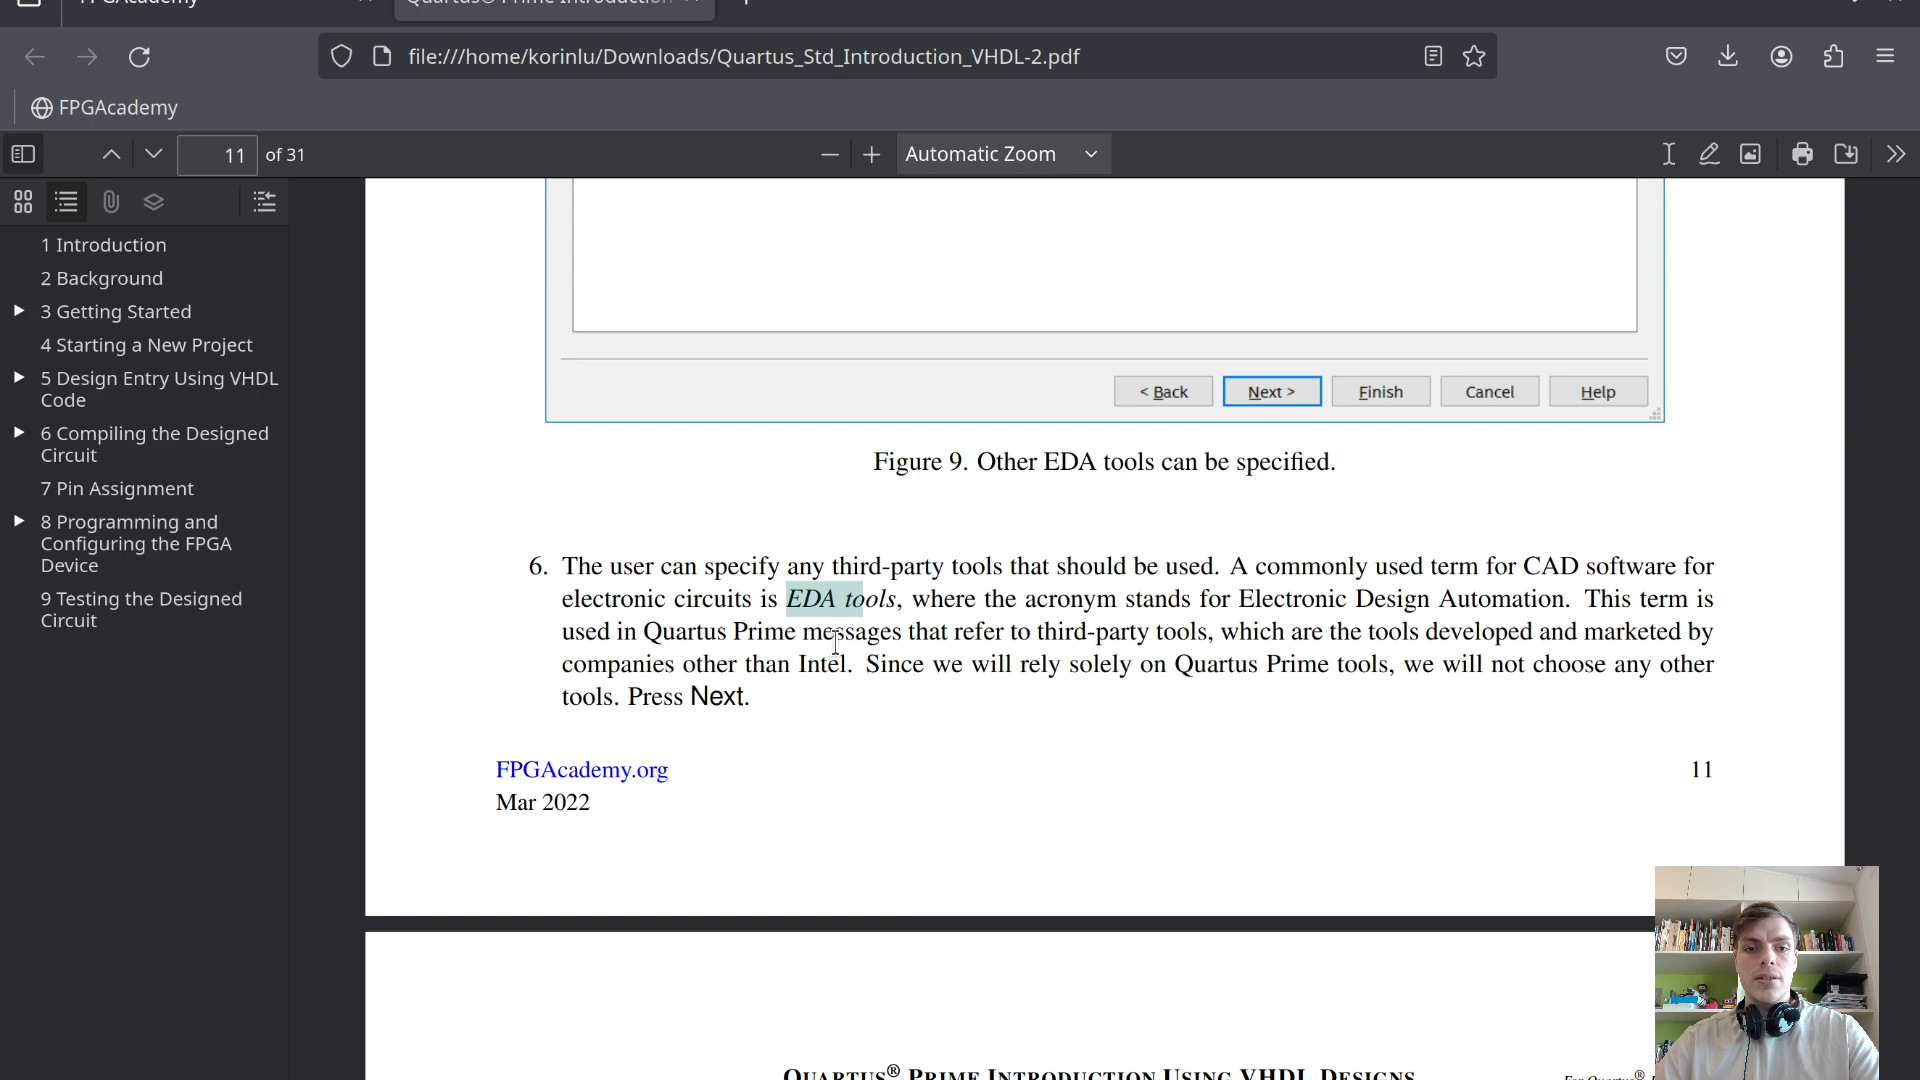 file:///home/korinlu/Downloads/Quartus_Std_Introduction_VHDL-2.pdf
FPGAcademy
11 of 31
Automatic Zoom
1 Introduction
2 Background
3 Getting Started
4 Starting a New Project
5 Design Entry Using VHDL
Code
6 Compiling the Designed
Circuit
7 Pin Assignment
8 Programming and
Configuring the FPGA
Device
9 Testing the Designed
Circuit
< Back
Next >
Finish
Cancel
Help
Figure 9. Other EDA tools can be specified.
6. The user can specify any third-party tools that should be used. A commonly used term for CAD software for
electronic circuits is EDA tools, where the acronym stands for Electronic Design Automation. This term is
used in Quartus Prime messages that refer to third-party tools, which are the tools developed and marketed by
companies other than Intel. Since we will rely solely on Quartus Prime tools, we will not choose any other
tools. Press Next.
FPGAcademy.org
11
Mar 2022
QUARTUS® PRIME INTRODUCTION USING VHDL DESIGNS